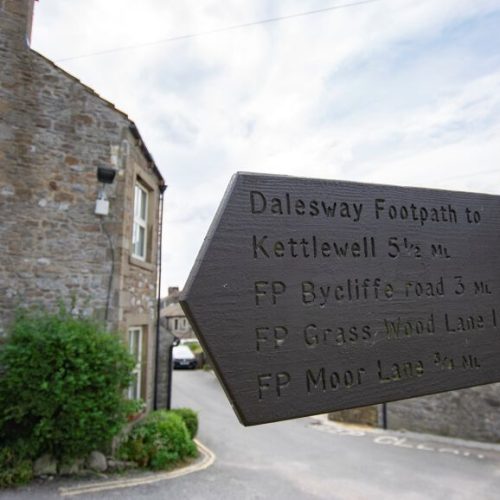 Dalesway Footpath to
Kettlewell 5½ ML
FP Bycliffe road 3 ML
FP Grass Wood Lane 1
FP Moor Lane ¾ ML